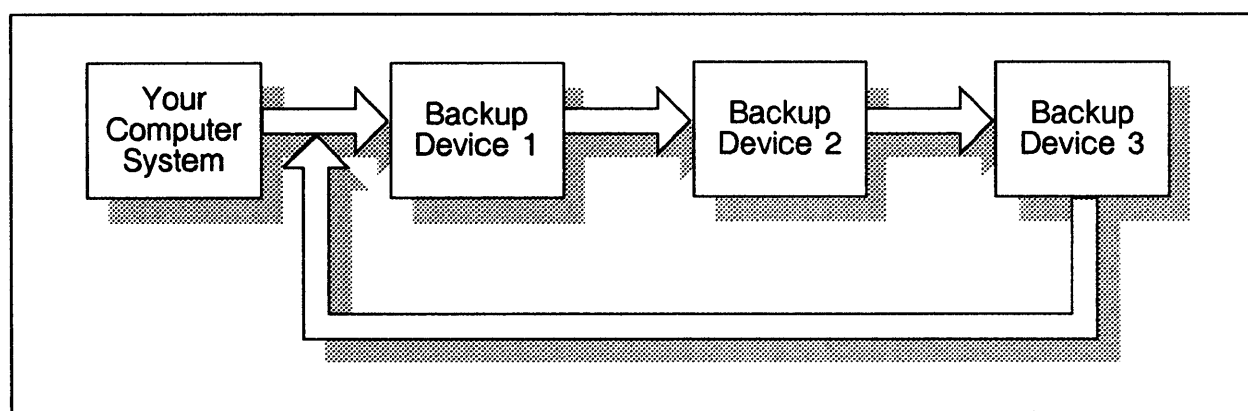 Your
Computer
System
Backup
Device 1
Backup
Device 2
Backup
Device 3